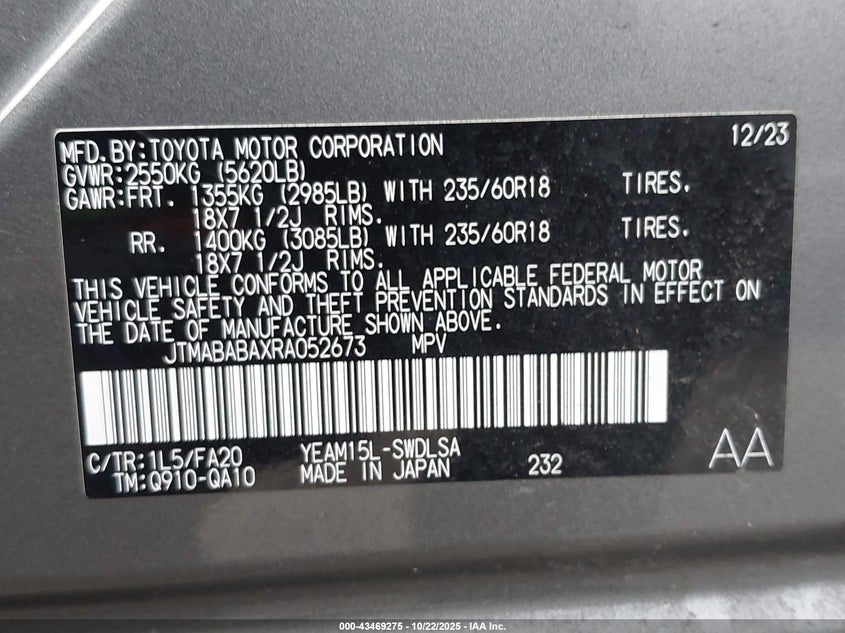 MFD.BY:TOYOTA MOTOR CORPORATION 12/23
GVWR:2550KG (5620LB)
GAWR:FRT. 1355KG (2985LB) WITH 235/60R18 TIRES.
18X7 1/2J RIMS.
RR. 1400KG (3085LB) WITH 235/60R18 TIRES.
18X7 1/2J RIMS.
THIS VEHICLE CONFORMS TO ALL APPLICABLE FEDERAL MOTOR
VEHICLE SAFETY AND THEFT PREVENTION STANDARDS IN EFFECT ON
THE DATE OF MANUFACTURE SHOWN ABOVE.
JTMABABAXRA052673 MPV
C/TR:1L5/FA20 YEAM15L-SWDLSA
TM:Q910-QA10 MADE IN JAPAN 232 AA
000-43469275 - 10/22/2025 - IAA Inc.